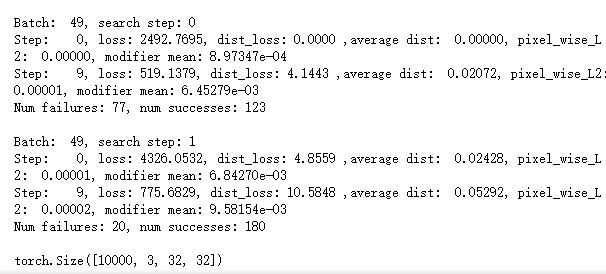 Batch:  49, search step: 0
Step:    0, loss: 2492.7695, dist_loss: 0.0000 ,average dist:  0.00000, pixel_wise_L
2:  0.00000, modifier mean: 8.97347e-04
Step:    9, loss: 519.1379, dist_loss: 4.1443 ,average dist:  0.02072, pixel_wise_L2:
0.00001, modifier mean: 6.45279e-03
Num failures: 77, num successes: 123
Batch:  49, search step: 1
Step:    0, loss: 4326.0532, dist_loss: 4.8559 ,average dist:  0.02428, pixel_wise_L
2:  0.00001, modifier mean: 6.84270e-03
Step:    9, loss: 775.6829, dist_loss: 10.5848 ,average dist:  0.05292, pixel_wise_L
2:  0.00002, modifier mean: 9.58154e-03
Num failures: 20, num successes: 180
torch.Size([10000, 3, 32, 32])